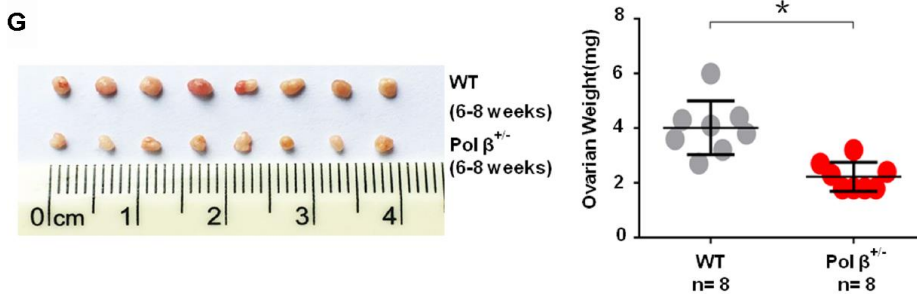 G
WT
(6-8 weeks)
Pol β+/-
(6-8 weeks)
0 cm 1 2 3 4
Ovarian Weight(mg)
8
6
4
2
0
*
WT
n= 8
Pol β+/-
n= 8